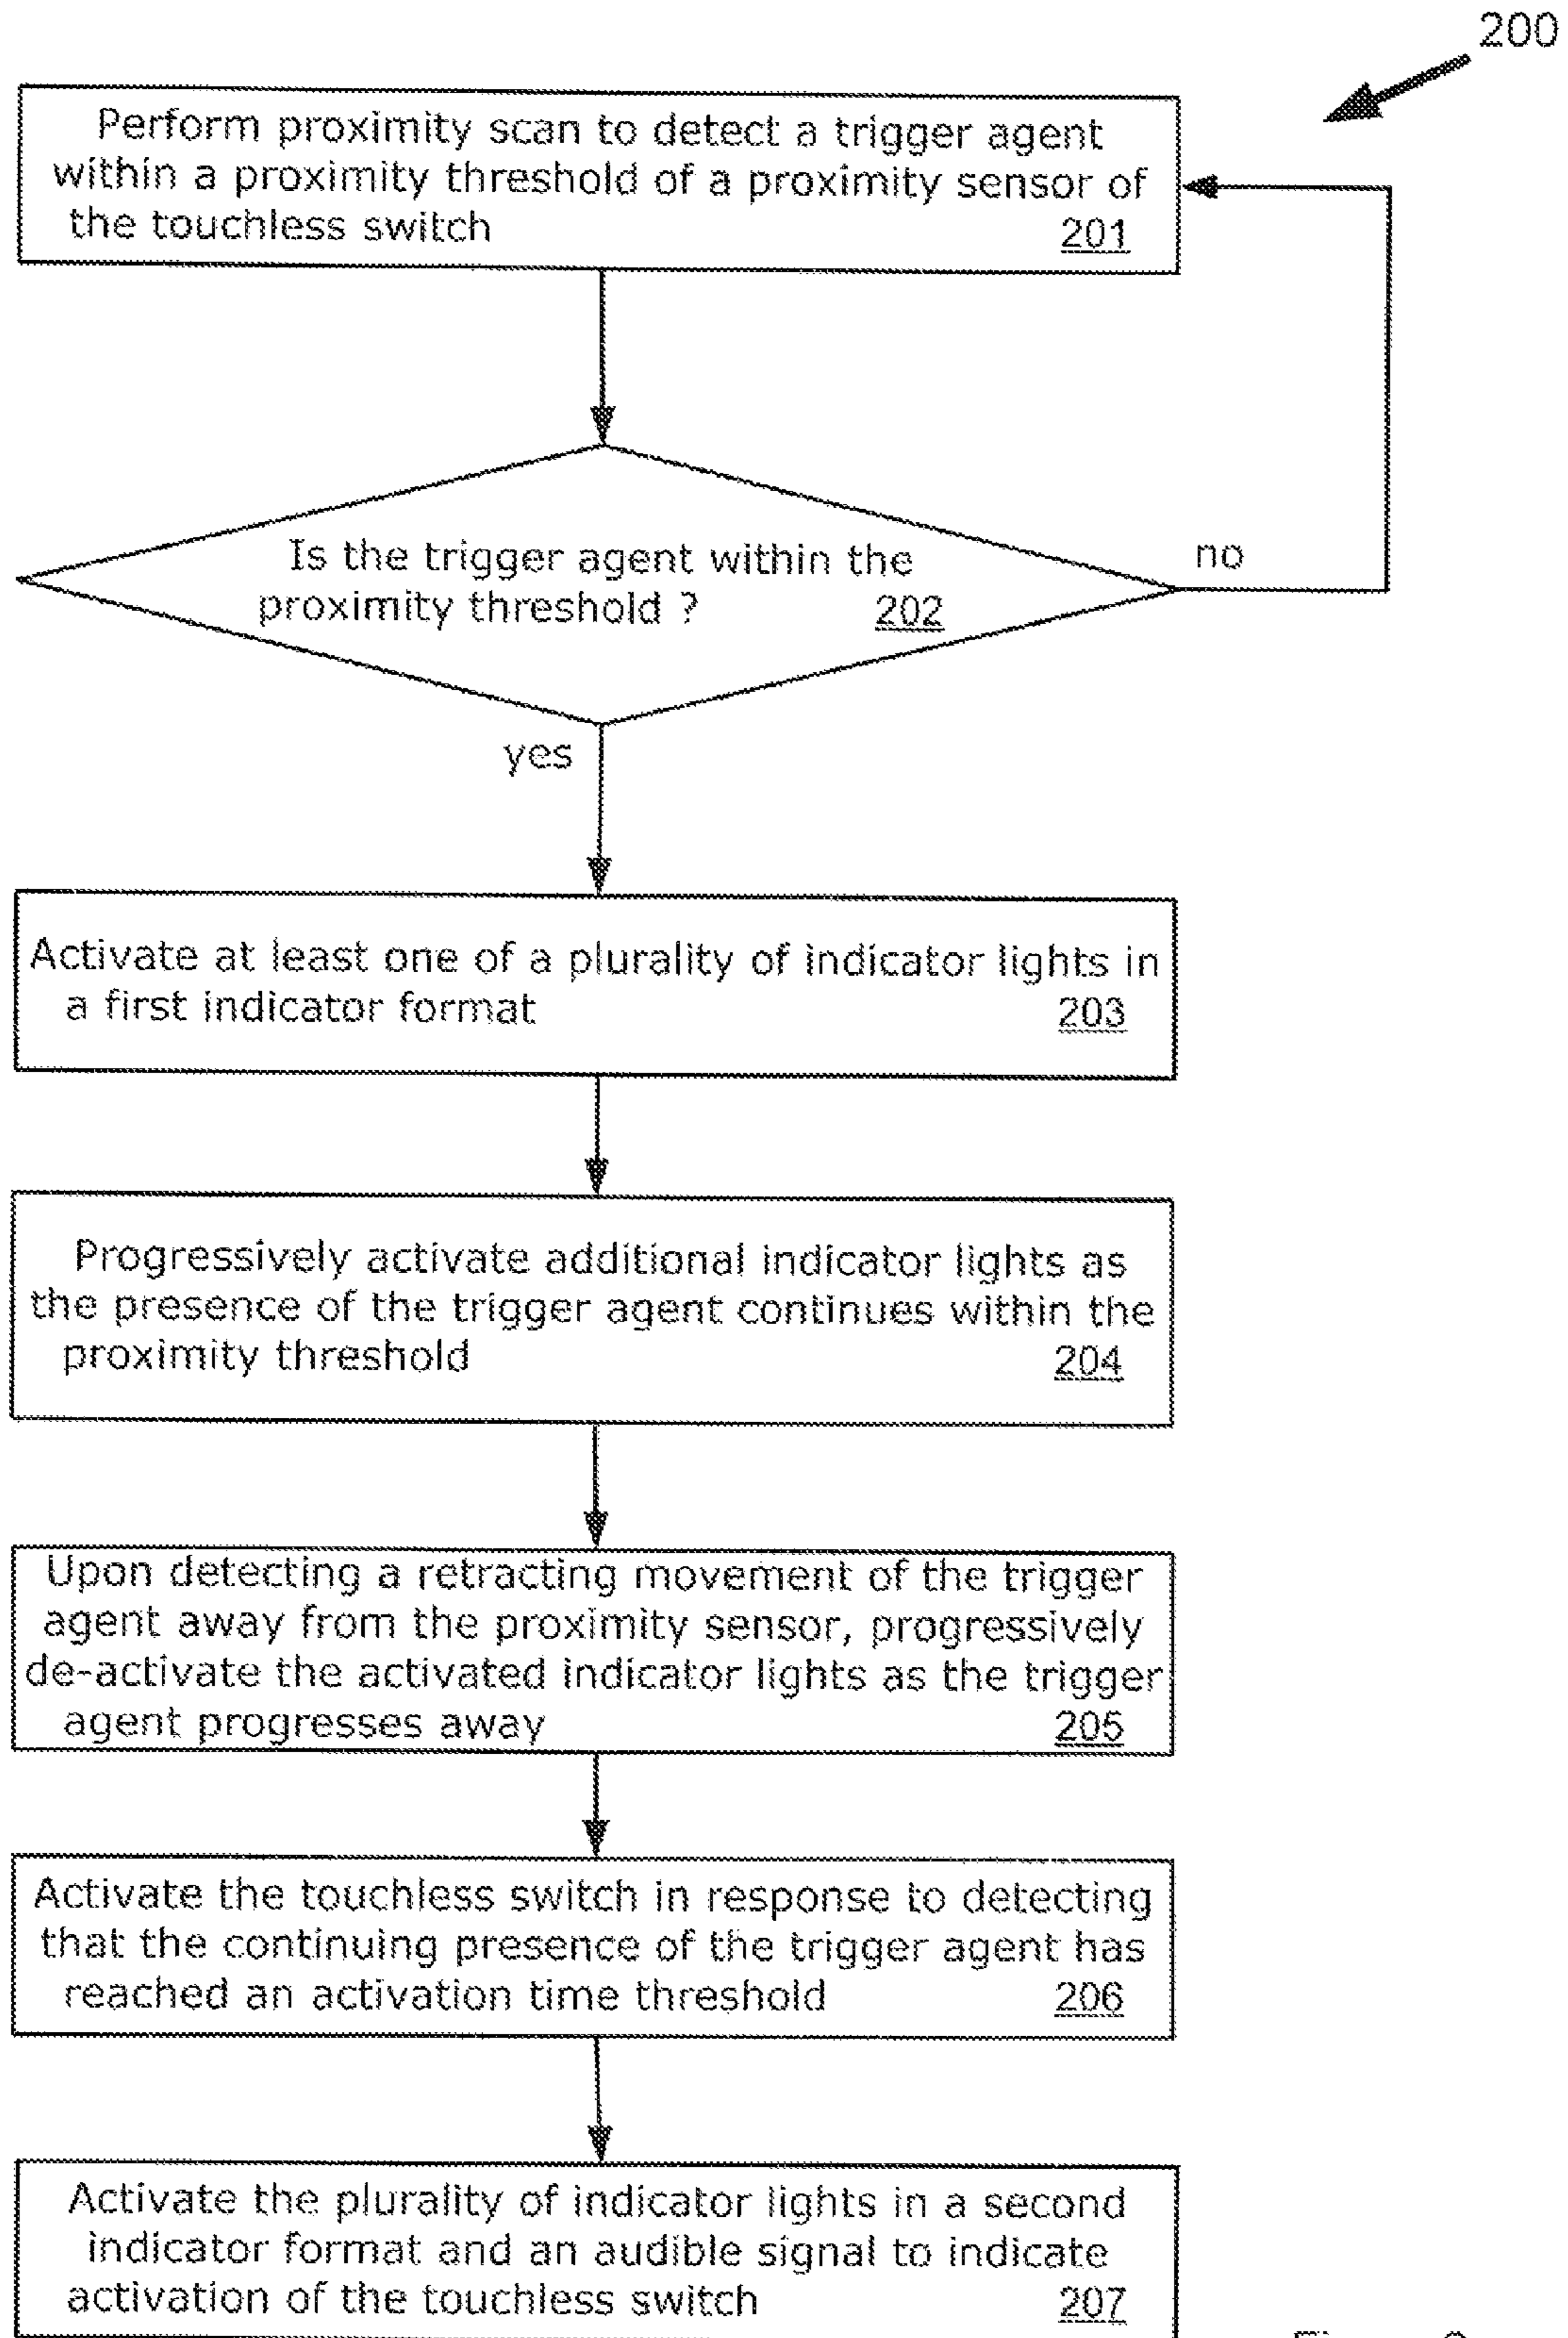 200
Perform proximity scan to detect a trigger agent
within a proximity threshold of a proximity sensor of
the touchless switch 201
Is the trigger agent within the
proximity threshold ? 202
no
yes
Activate at least one of a plurality of indicator lights in
a first indicator format 203
Progressively activate additional indicator lights as
the presence of the trigger agent continues within the
proximity threshold 204
Upon detecting a retracting movement of the trigger
agent away from the proximity sensor, progressively
de-activate the activated indicator lights as the trigger
agent progresses away 205
Activate the touchless switch in response to detecting
that the continuing presence of the trigger agent has
reached an activation time threshold 206
Activate the plurality of indicator lights in a second
indicator format and an audible signal to indicate
activation of the touchless switch 207